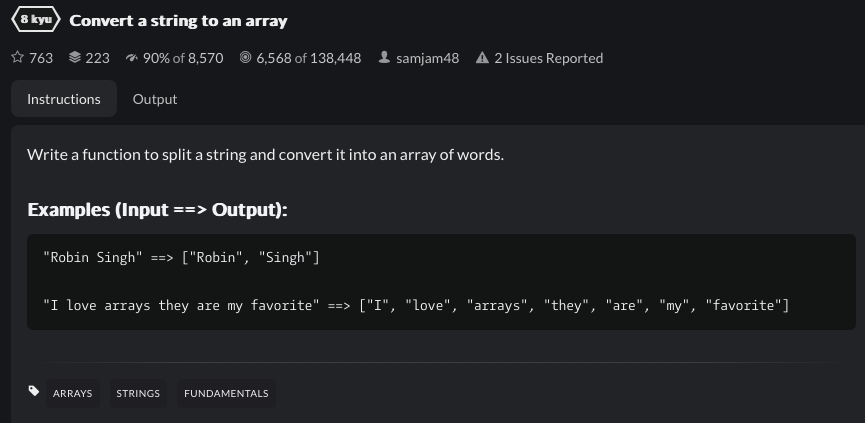 8 kyu Convert a string to an array
763 223 90% of 8,570 6,568 of 138,448 samjam48 2 Issues Reported
Instructions Output
Write a function to split a string and convert it into an array of words.
Examples (Input ==> Output):
"Robin Singh" ==> ["Robin", "Singh"]
"I love arrays they are my favorite" ==> ["I", "love", "arrays", "they", "are", "my", "favorite"]
ARRAYS STRINGS FUNDAMENTALS